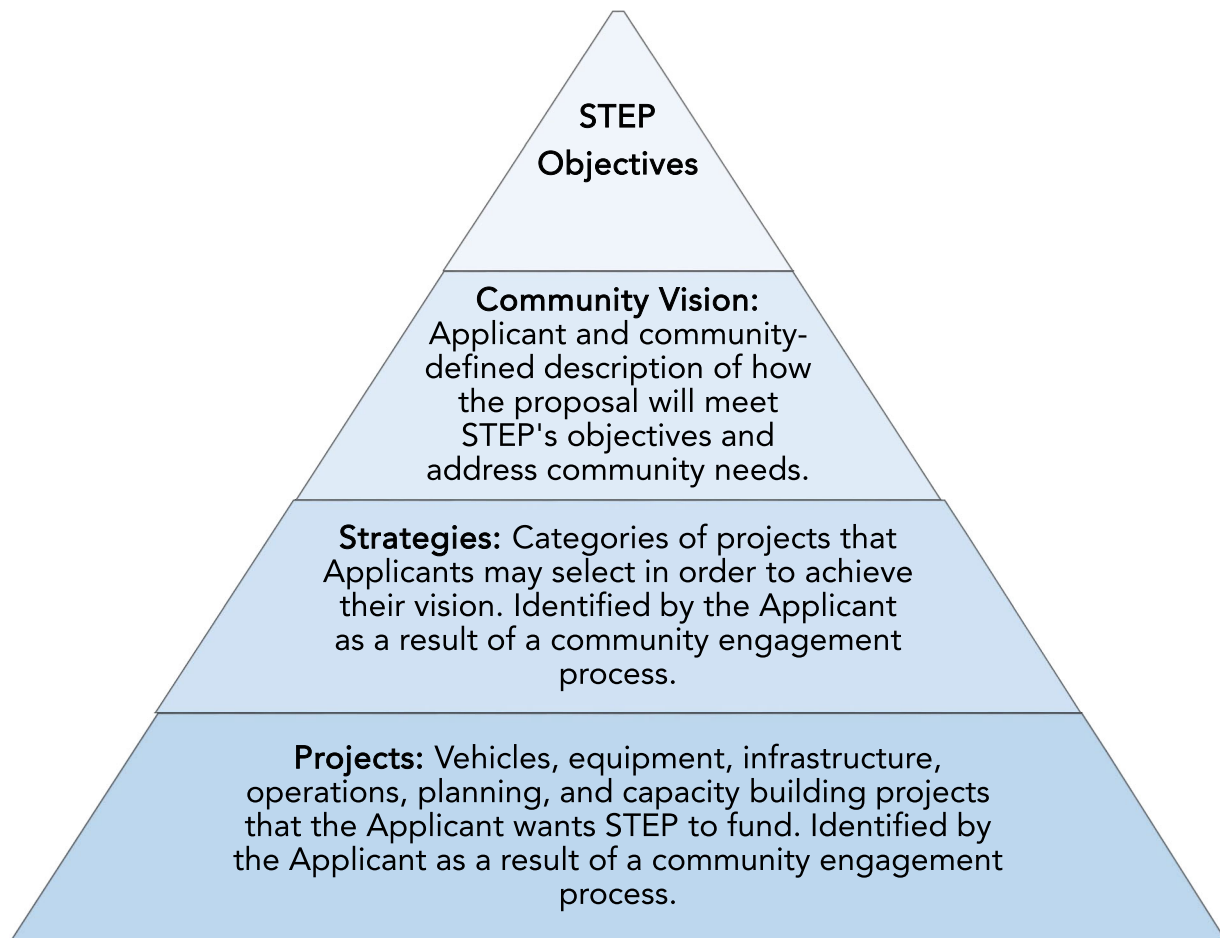 STEP
Objectives
Community Vision:
Applicant and community-
defined description of how
the proposal will meet
STEP's objectives and
address community needs.
Strategies: Categories of projects that
Applicants may select in order to achieve
their vision. Identified by the Applicant
as a result of a community engagement
process.
Projects: Vehicles, equipment, infrastructure,
operations, planning, and capacity building projects
that the Applicant wants STEP to fund. Identified by
the Applicant as a result of a community engagement
process.